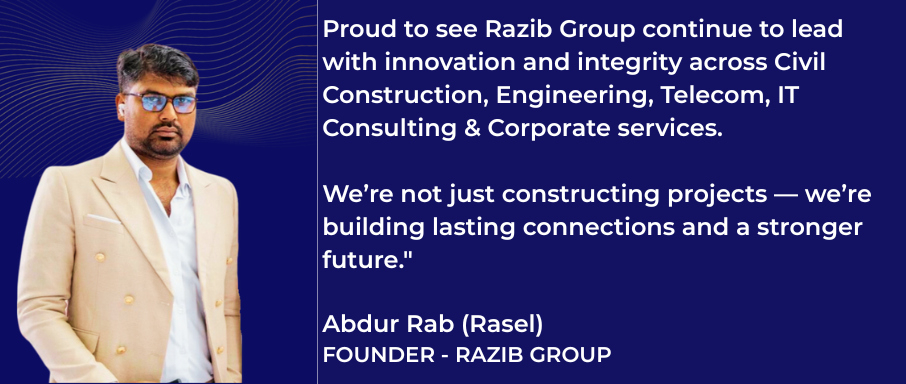 Proud to see Razib Group continue to lead
with innovation and integrity across Civil
Construction, Engineering, Telecom, IT
Consulting & Corporate services.
We’re not just constructing projects — we’re
building lasting connections and a stronger
future."
Abdur Rab (Rasel)
FOUNDER - RAZIB GROUP